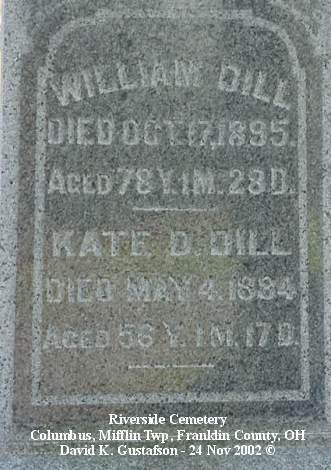 WILLIAM DILL
DIED OCT. 17, 1895.
AGED 78 Y. 1 M. 28 D.
KATE D. DILL
DIED MAY 4. 1884
AGED 56 Y. 1 M. 17 D.
Riverside Cemetery
Columbus, Mifflin Twp, Franklin County, OH
David K. Gustafson - 24 Nov 2002 ©